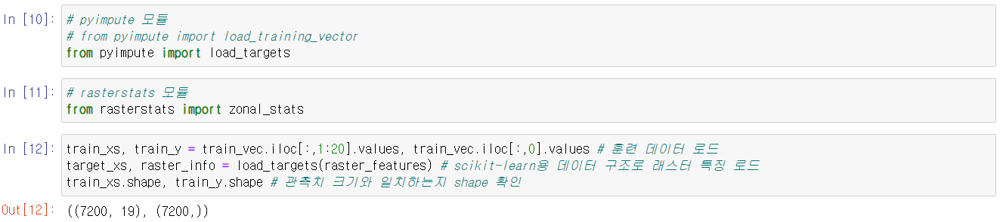 In [10]:
# pyimpute 모듈
# from pyimpute import load_training_vector
from pyimpute import load_targets
In [11]:
# rasterstats 모듈
from rasterstats import zonal_stats
In [12]:
train_xs, train_y = train_vec.iloc[:,1:20].values, train_vec.iloc[:,0].values # 훈련 데이터 로드
target_xs, raster_info = load_targets(raster_features) # scikit-learn용 데이터 구조로 래스터 특징 로드
train_xs.shape, train_y.shape # 관측치 크기와 일치하는지 shape 확인
Out[12]:
((7200, 19), (7200,))